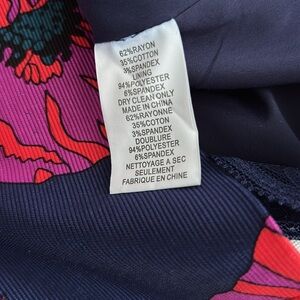 62%RAYON
35%COTTON
3%SPANDEX
LINING
94%POLYESTER
6%SPANDEX
DRY CLEAN ONLY
MADE IN CHINA
62%RAYONNE
35%COTON
3%SPANDEX
DOUBLURE
94%POLYESTER
6%SPANDEX
NETTOYAGE A SEC
SEULEMENT
FABRIQUE EN CHINE